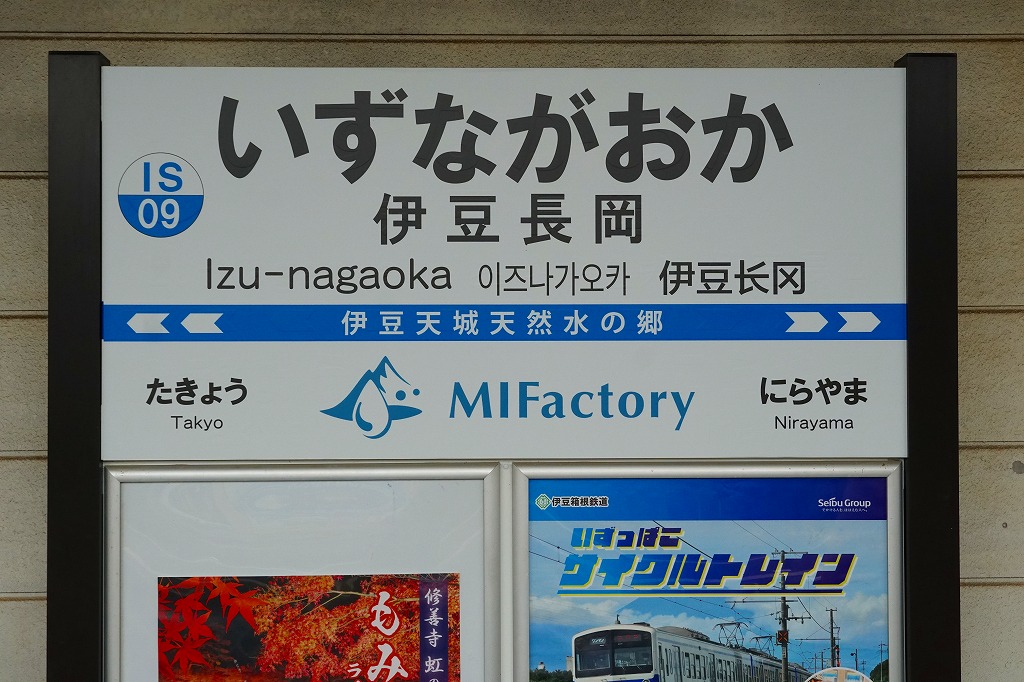 いずながおか
IS
09
伊豆長岡
Izu-nagaoka 이즈나가오카 伊豆长冈
伊豆天城天然水の郷
たきょう
Takyo
MIFactory
にらやま
Nirayama
伊豆箱根鉄道
Seibu Group
いずっぱこ
サイクルトレイン
修善寺 虹の
もみ
ラ